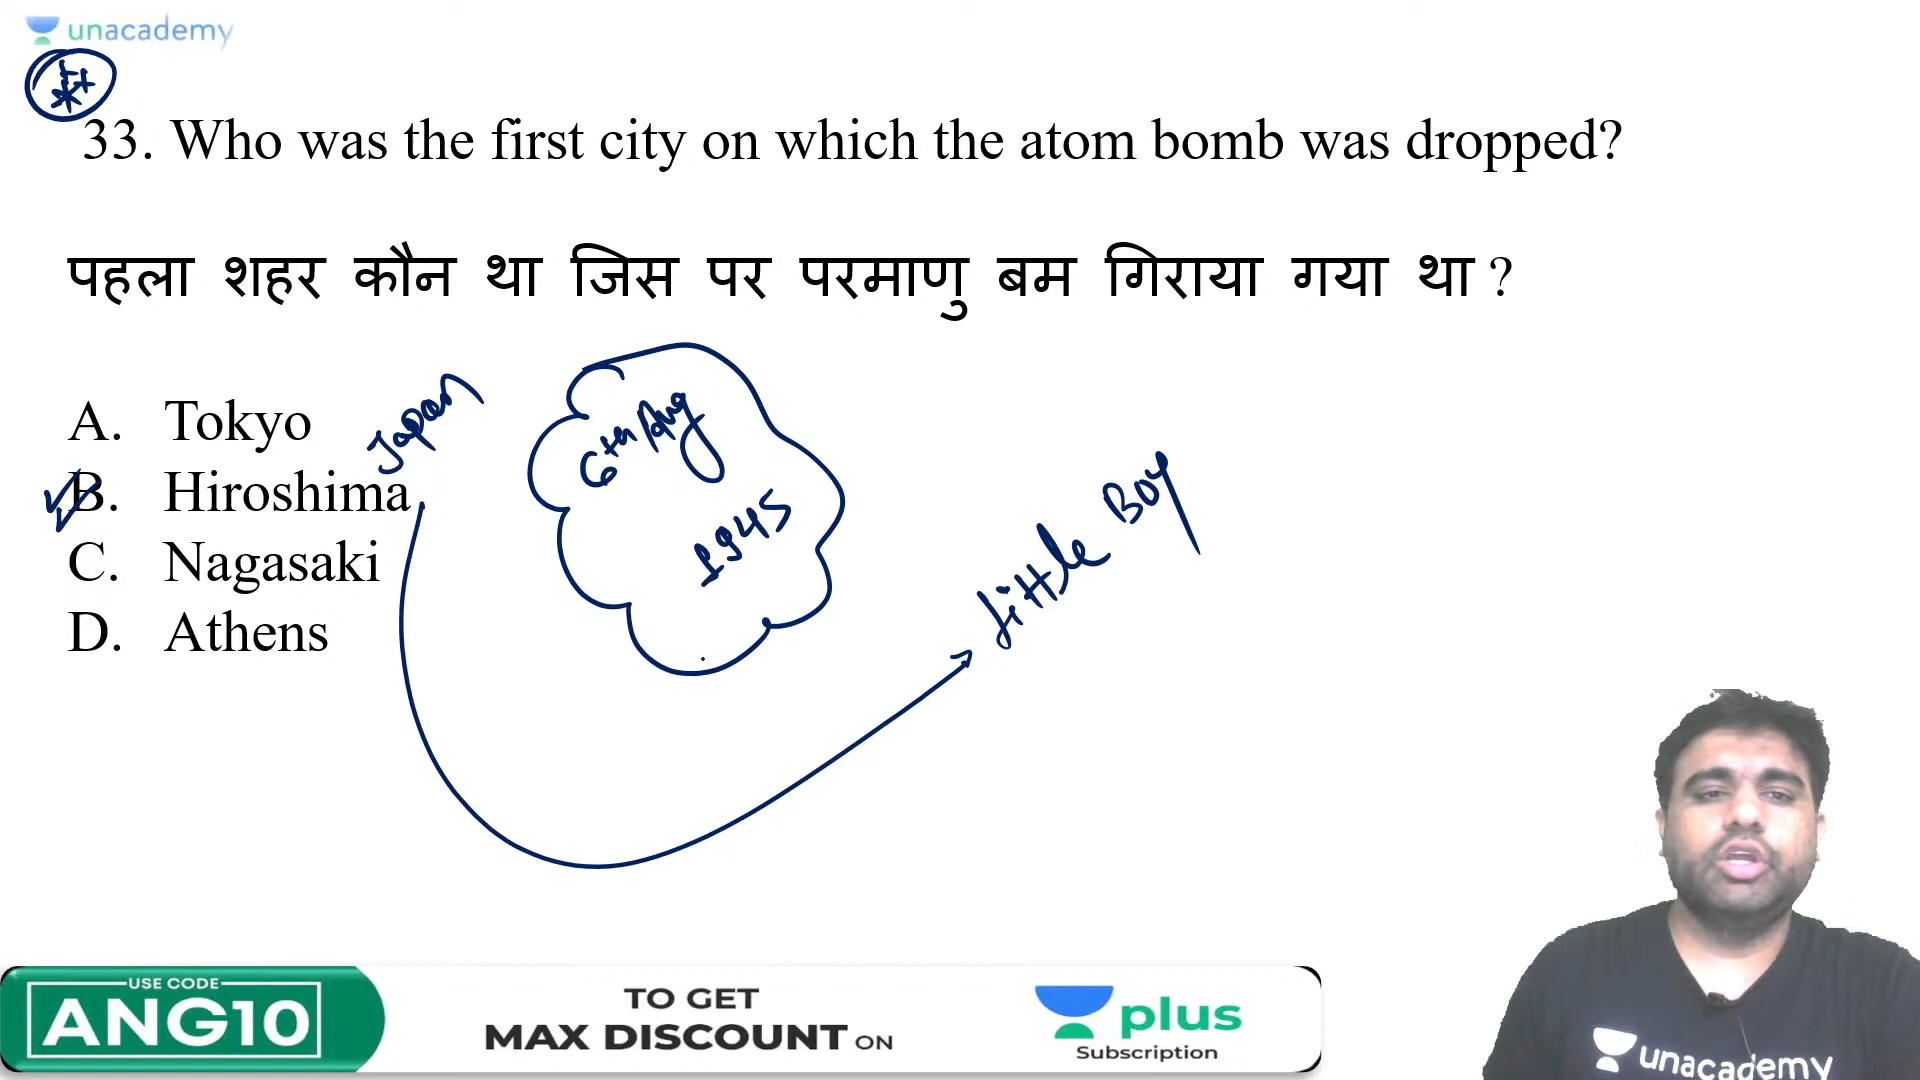 unacademy
33. Who was the first city on which the atom bomb was dropped?
पहला शहर कौन था जिस पर परमाणु बम गिराया गया था ?
A. Tokyo
Japan
B. Hiroshima
C. Nagasaki
D. Athens
6th Aug
1945
Little Boy
USE CODE
ANG10
TO GET
MAX DISCOUNT ON
plus
Subscription
unacademy